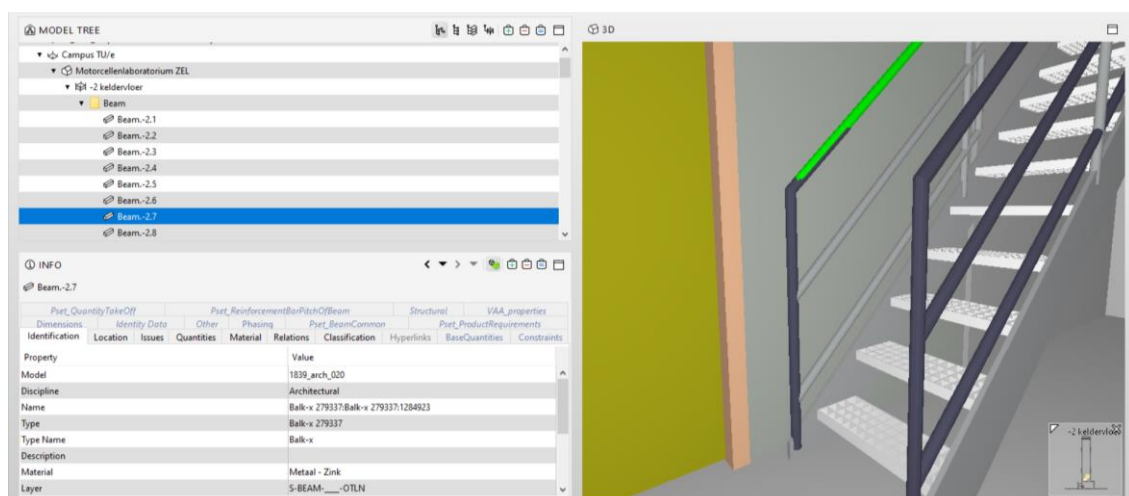 MODEL TREE
Campus TU/e
Motorcellenlaboratorium ZEL
-2 keldervloer
Beam
Beam.-2.1
Beam.-2.2
Beam.-2.3
Beam.-2.4
Beam.-2.5
Beam.-2.6
Beam.-2.7
Beam.-2.8
INFO
Beam.-2.7
Pset_QuantityTakeOff Pset_ReinforcementBarPitchOfBeam Structural VAA_properties
Dimensions Identity Data Other Phasing Pset_BeamCommon Pset_ProductRequirements
Identification Location Issues Quantities Material Relations Classification Hyperlinks BaseQuantities Constraints
Property Value
Model 1839_arch_020
Discipline Architectural
Name Balk-x 279337:Balk-x 279337:1284923
Type Balk-x 279337
Type Name Balk-x
Description
Material Metaal - Zink
Layer S-BEAM-____-OTLN
3D
-2 keldervloer